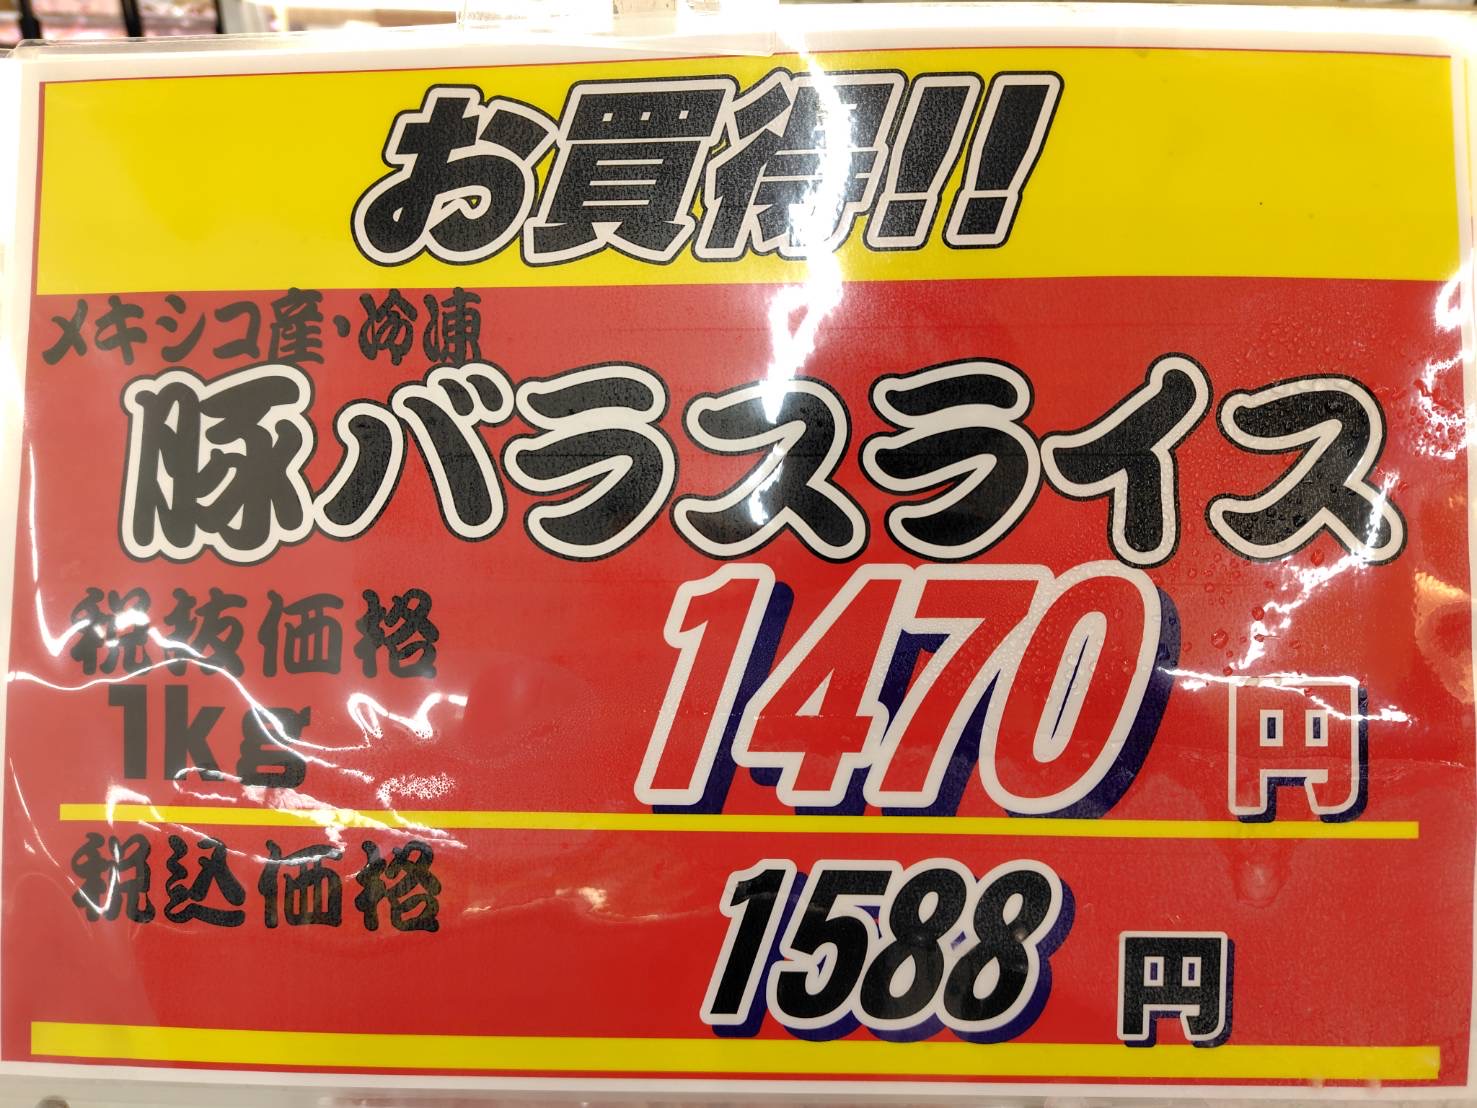 お買得!!
メキシコ産・冷凍
豚バラスライス
税抜価格
1kg
1470円
税込価格
1588円